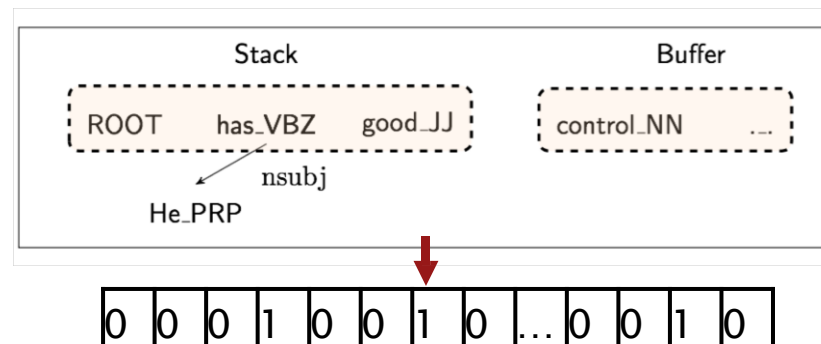 Stack Buffer
ROOT has_VBZ good_JJ control_NN ._.
nsubj
He_PRP
0 0 0 1 0 0 1 0 ... 0 0 1 0